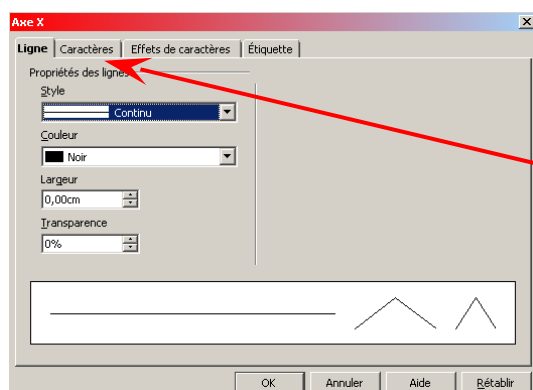 Axe X
Ligne Caractères Effets de caractères Étiquette
Propriétés des lignes
Style
Continu
Couleur
Noir
Largeur
0,00cm
Transparence
0%
OK Annuler Aide Rétablir